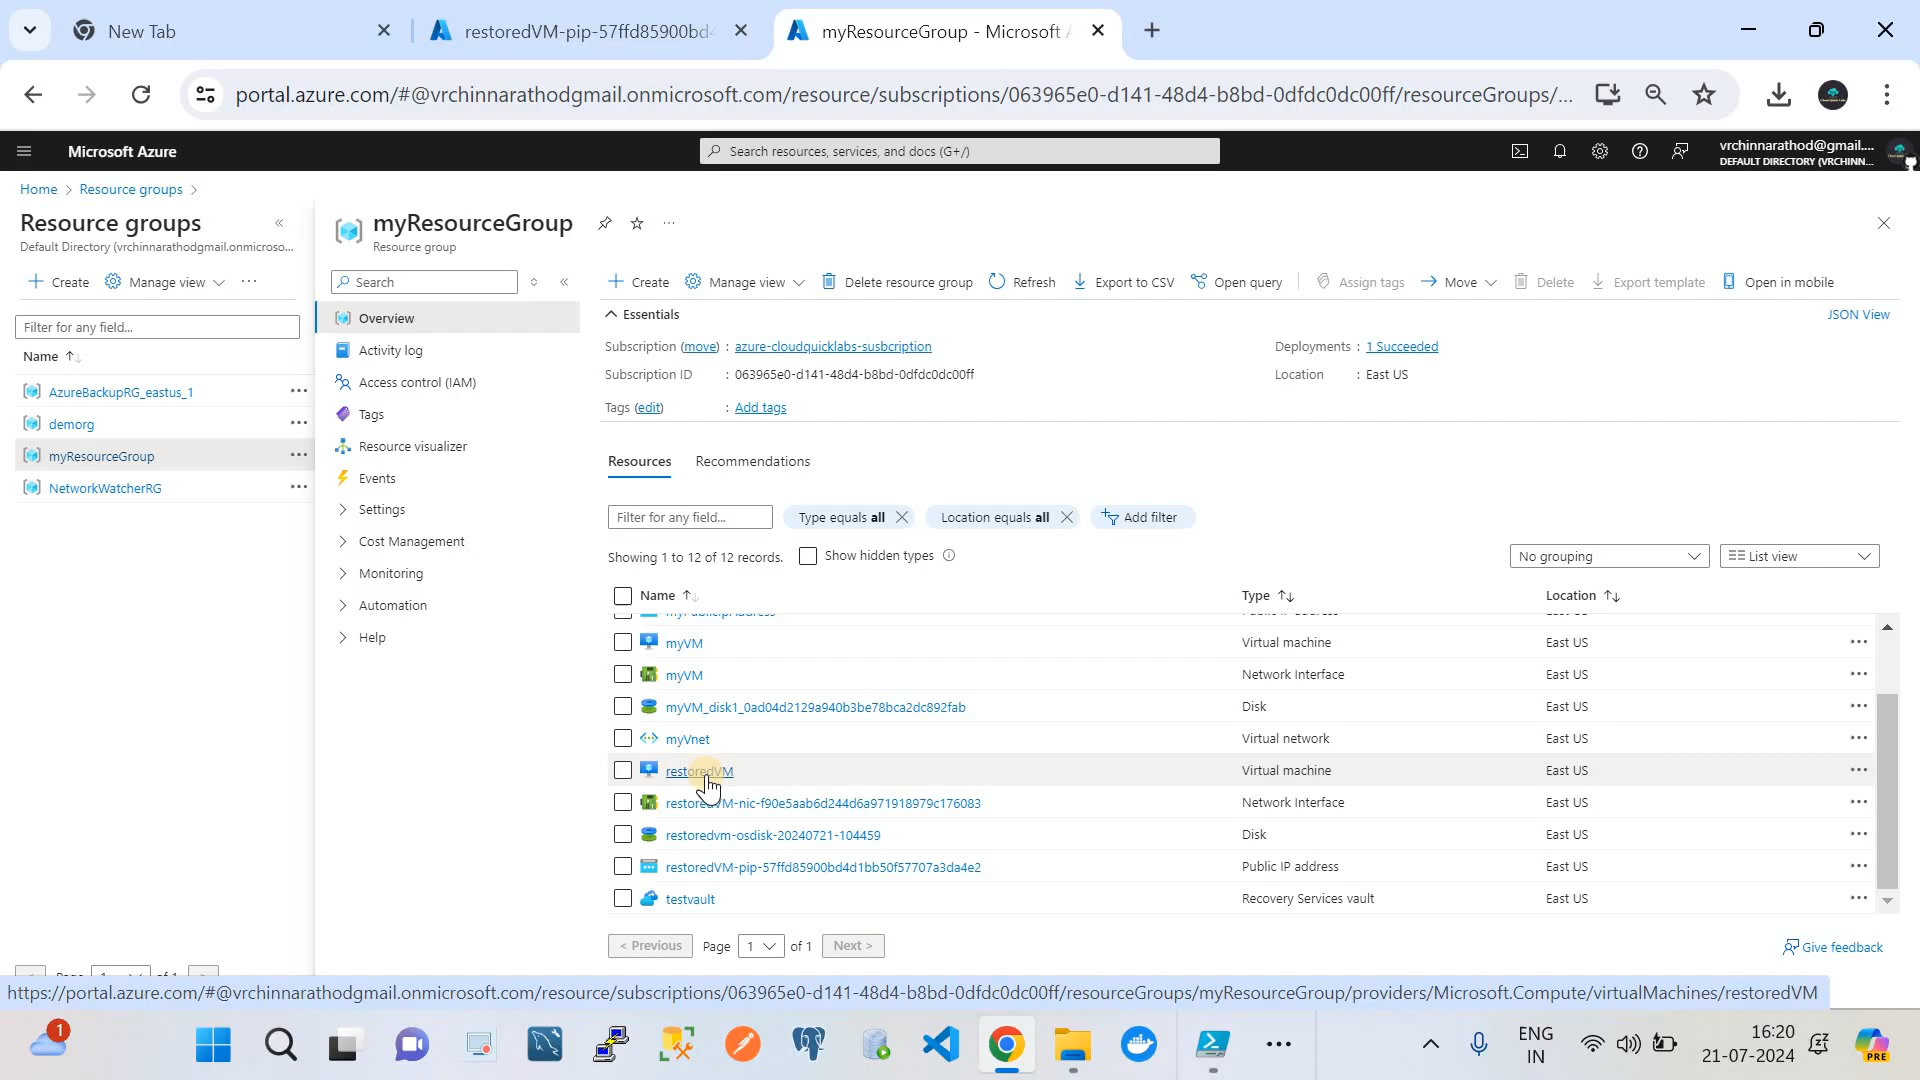 New Tab
restoredVM-pip-57ffd85900bd4
myResourceGroup - Microsoft A
portal.azure.com/#@vrchinnarathodgmail.onmicrosoft.com/resource/subscriptions/063965e0-d141-48d4-b8bd-0dfdc0dc00ff/resourceGroups/...
Microsoft Azure
Search resources, services, and docs (G+/)
vrchinnarathod@gmail....
DEFAULT DIRECTORY (VRCHINN...
Home > Resource groups >
Resource groups
Default Directory (vrchinnarathodgmail.onmicroso...
Create
Manage view
Filter for any field...
Name
AzureBackupRG_eastus_1
demorg
myResourceGroup
NetworkWatcherRG
myResourceGroup
Resource group
Search
Overview
Activity log
Access control (IAM)
Tags
Resource visualizer
Events
Settings
Cost Management
Monitoring
Automation
Help
Create
Manage view
Delete resource group
Refresh
Export to CSV
Open query
Assign tags
Move
Delete
Export template
Open in mobile
Essentials
JSON View
Subscription (move) : azure-cloudquicklabs-susbcription
Deployments : 1 Succeeded
Subscription ID : 063965e0-d141-48d4-b8bd-0dfdc0dc00ff
Location : East US
Tags (edit) : Add tags
Resources
Recommendations
Filter for any field...
Type equals all
Location equals all
Add filter
Showing 1 to 12 of 12 records.
Show hidden types
No grouping
List view
Name
Type
Location
myVM Virtual machine East US
myVM Network Interface East US
myVM_disk1_0ad04d2129a940b3be78bca2dc892fab Disk East US
myVnet Virtual network East US
restoredVM Virtual machine East US
restoredVM-nic-f90e5aab6d244d6a971918979c176083 Network Interface East US
restoredvm-osdisk-20240721-104459 Disk East US
restoredVM-pip-57ffd85900bd4d1bb50f57707a3da4e2 Public IP address East US
testvault Recovery Services vault East US
< Previous
Page 1 of 1
Next >
Give feedback
https://portal.azure.com/#@vrchinnarathodgmail.onmicrosoft.com/resource/subscriptions/063965e0-d141-48d4-b8bd-0dfdc0dc00ff/resourceGroups/myResourceGroup/providers/Microsoft.Compute/virtualMachines/restoredVM
1
ENG
IN
16:20
21-07-2024
PRE